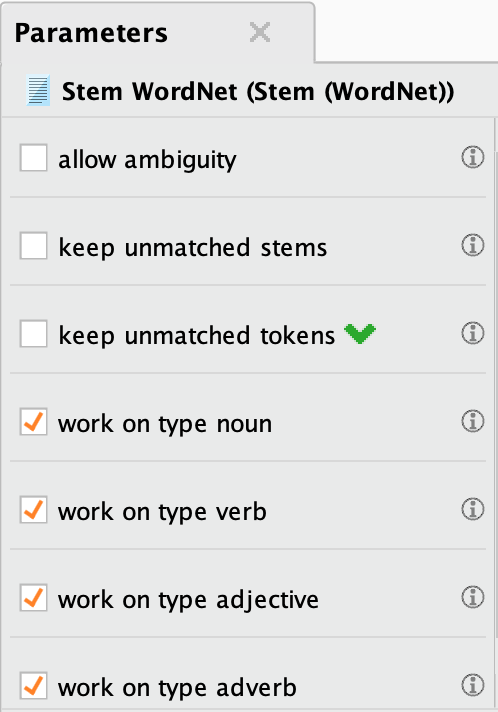 Parameters
Stem WordNet (Stem (WordNet))
allow ambiguity
keep unmatched stems
keep unmatched tokens
work on type noun
work on type verb
work on type adjective
work on type adverb